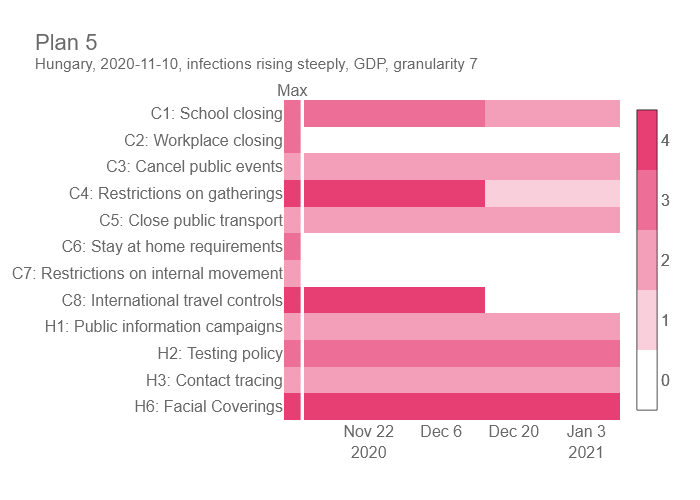 Plan 5
Hungary, 2020-11-10, infections rising steeply, GDP, granularity 7
Max
C1: School closing
C2: Workplace closing
C3: Cancel public events
C4: Restrictions on gatherings
C5: Close public transport
C6: Stay at home requirements
C7: Restrictions on internal movement
C8: International travel controls
H1: Public information campaigns
H2: Testing policy
H3: Contact tracing
H6: Facial Coverings
Nov 22 Dec 6 Dec 20 Jan 3
2020 2021
4
3
2
1
0